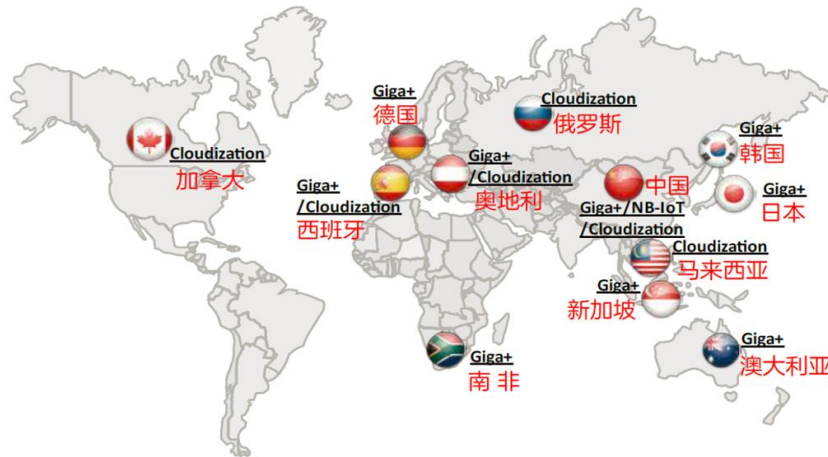 Giga+
德国
Cloudization
俄罗斯
Giga+
韩国
Cloudization
加拿大
Giga+
/Cloudization
奥地利
Giga+
/Cloudization
西班牙
中国
Giga+/NB-IoT
/Cloudization
Giga+
日本
Cloudization
马来西亚
Giga+
新加坡
Giga+
南 非
Giga+
澳大利亚